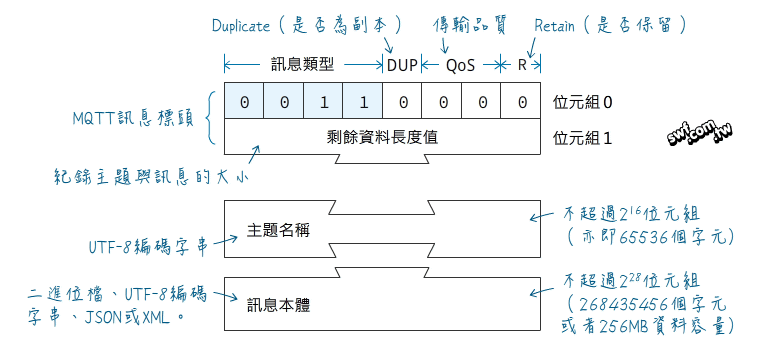 Duplicate（是否為副本） 傳輸品質 Retain（是否保留）
訊息類型 DUP QoS R
0 0 1 1 0 0 0 0 位元組0
MQTT訊息標頭
剩餘資料長度值 位元組1
swf.com.tw
紀錄主題與訊息的大小
主題名稱
不超過2¹⁶位元組
（亦即65536個字元）
UTF-8編碼字串
訊息本體
不超過2²⁸位元組
（268435456個字元
或者256MB資料容量）
二進位檔、UTF-8編碼
字串、JSON或XML。